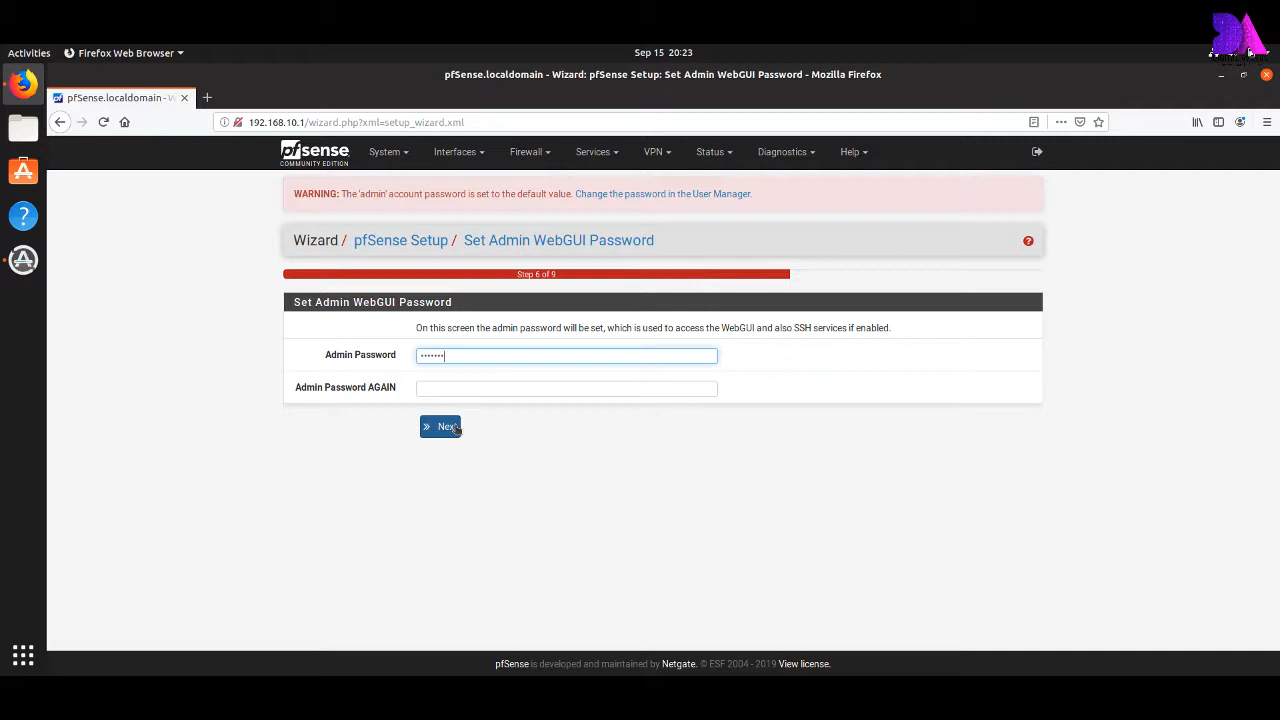 Activities Firefox Web Browser Sep 15 20:23
pfSense.localdomain - Wizard: pfSense Setup: Set Admin WebGUI Password - Mozilla Firefox
pfSense.localdomain - W
192.168.10.1/wizard.php?xml=setup_wizard.xml
pfsense System Interfaces Firewall Services VPN Status Diagnostics Help
COMMUNITY EDITION
WARNING: The 'admin' account password is set to the default value. Change the password in the User Manager.
Wizard / pfSense Setup / Set Admin WebGUI Password
Step 6 of 9
Set Admin WebGUI Password
On this screen the admin password will be set, which is used to access the WebGUI and also SSH services if enabled.
Admin Password •••••••
Admin Password AGAIN
Next
pfSense is developed and maintained by Netgate. © ESF 2004 - 2019 View license.